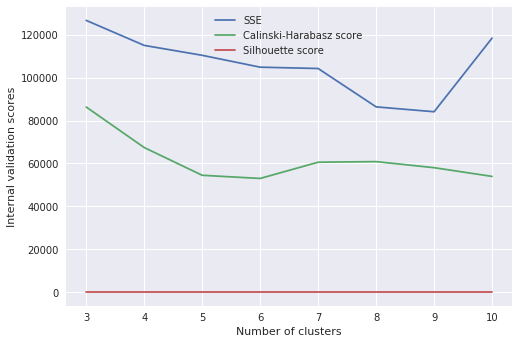 SSE
Calinski-Harabasz score
Silhouette score
Internal validation scores
120000
100000
80000
60000
40000
20000
0
3 4 5 6 7 8 9 10
Number of clusters